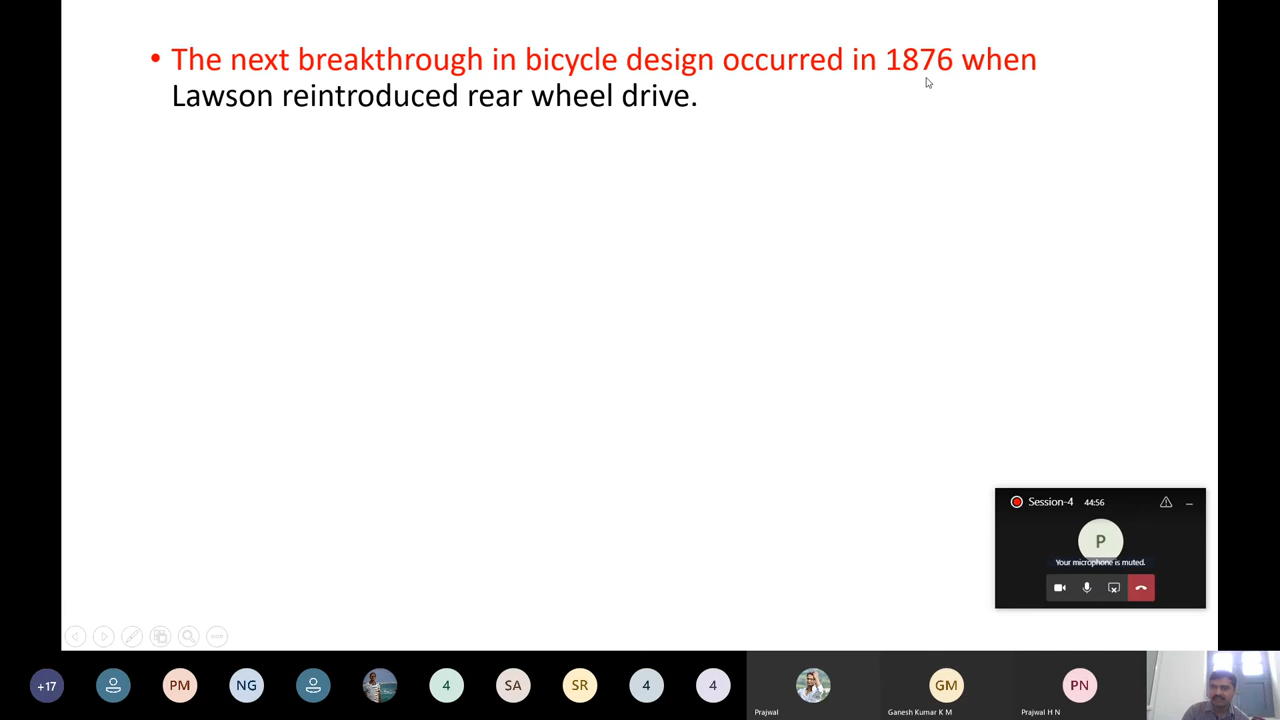 • The next breakthrough in bicycle design occurred in 1876 when
Lawson reintroduced rear wheel drive.
Session-4 44:56
P
Your microphone is muted.
+17 PM NG 4 SA SR 4 4 GM PN
Prajwal Ganesh Kumar K M Prajwal H N